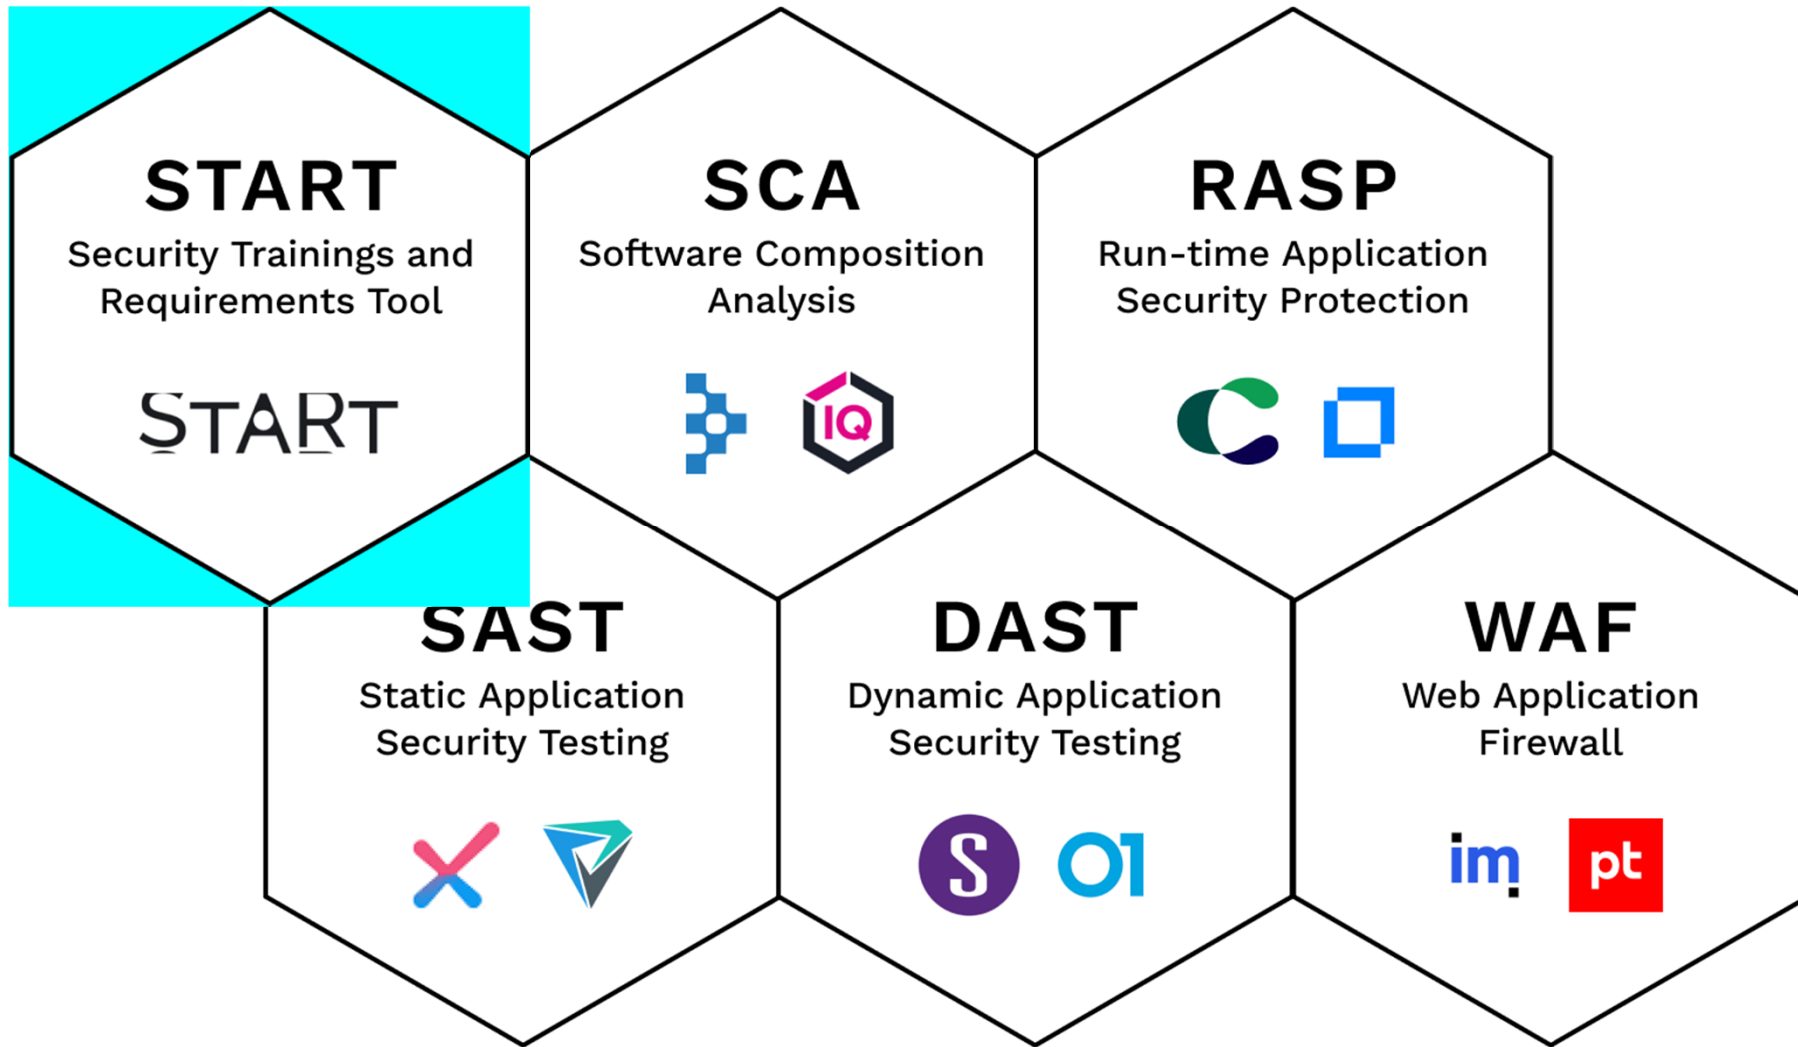 START
Security Trainings and
Requirements Tool
START
SCA
Software Composition
Analysis
IQ
RASP
Run-time Application
Security Protection
SAST
Static Application
Security Testing
DAST
Dynamic Application
Security Testing
S
01
WAF
Web Application
Firewall
im
pt